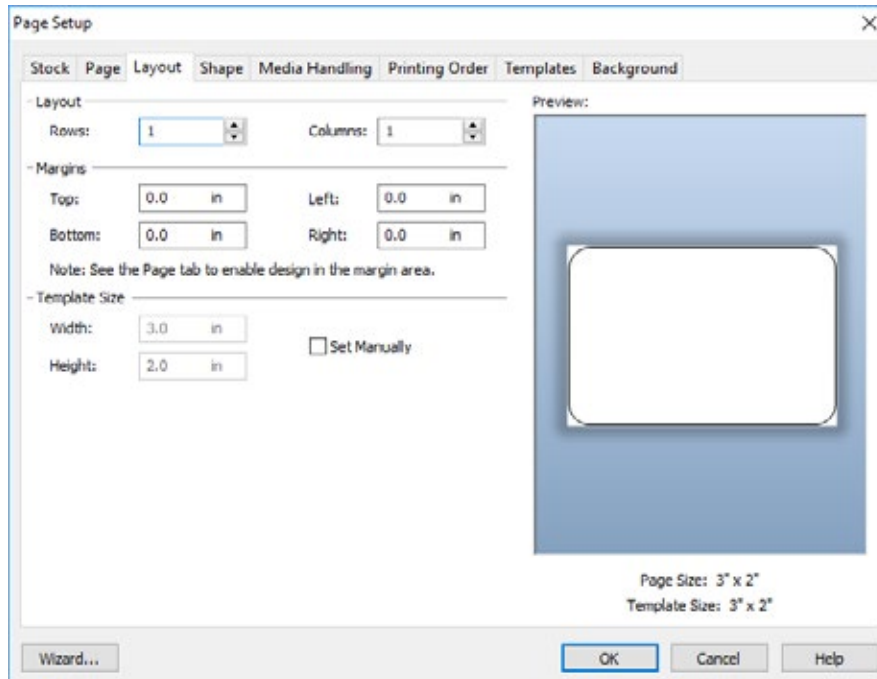 Page Setup
Stock Page Layout Shape Media Handling Printing Order Templates Background
Layout
Rows: 1 Columns: 1
Margins
Top: 0.0 in Left: 0.0 in
Bottom: 0.0 in Right: 0.0 in
Note: See the Page tab to enable design in the margin area.
Template Size
Width: 3.0 in
Set Manually
Height: 2.0 in
Preview:
Page Size: 3" x 2"
Template Size: 3" x 2"
Wizard... OK Cancel Help